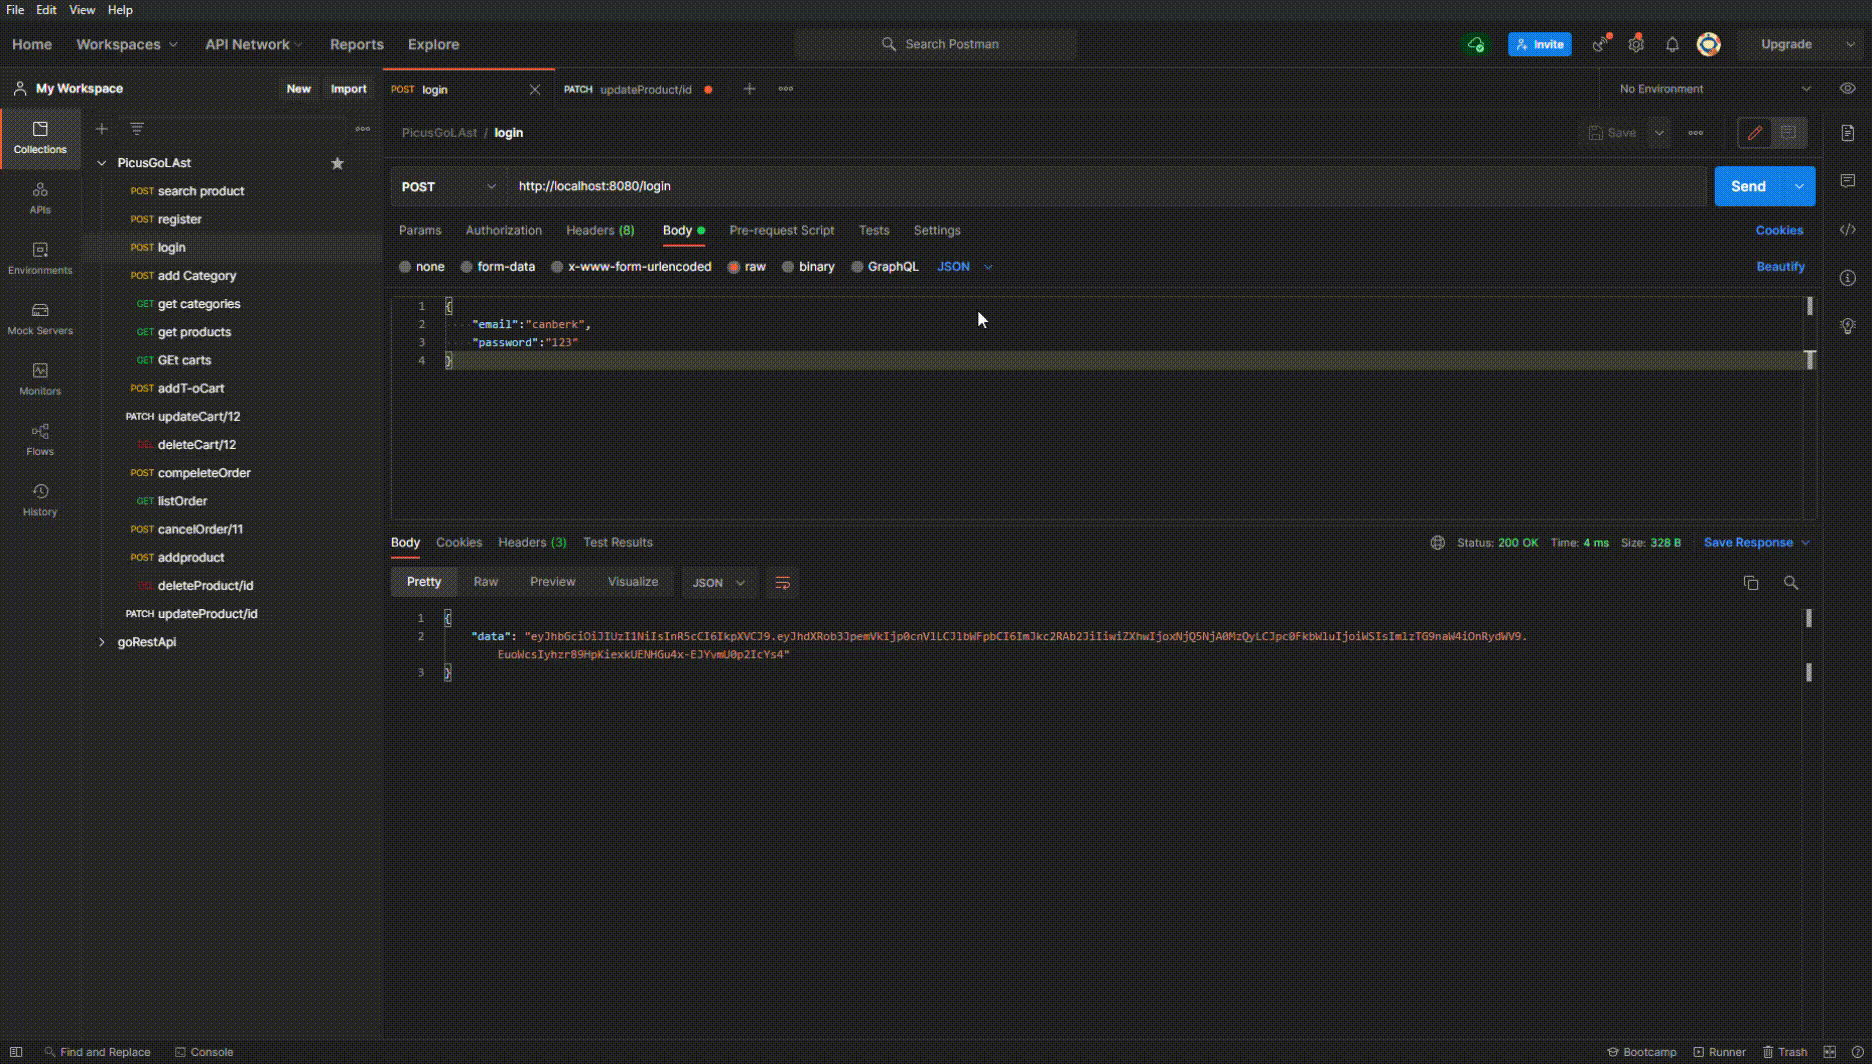 File Edit View Help
Home Workspaces API Network Reports Explore Search Postman Invite Upgrade
My Workspace New Import POST login PATCH updateProduct/id No Environment
PicusGoLAst / login Save
Collections
APIs
Environments
Mock Servers
Monitors
Flows
History
PicusGoLAst
POST search product
POST register
POST login
POST add Category
GET get categories
GET get products
GET GEt carts
POST addT-oCart
PATCH updateCart/12
DEL deleteCart/12
POST compeleteOrder
GET listOrder
POST cancelOrder/11
POST addproduct
DEL deleteProduct/id
PATCH updateProduct/id
goRestApi
POST http://localhost:8080/login Send
Params Authorization Headers (8) Body Pre-request Script Tests Settings Cookies
none form-data x-www-form-urlencoded raw binary GraphQL JSON Beautify
1 {
2 "email":"canberk",
3 "password":"123"
4 }
Body Cookies Headers (3) Test Results Status: 200 OK Time: 4 ms Size: 328 B Save Response
Pretty Raw Preview Visualize JSON
1 {
2 "data":
3 }
Find and Replace Console Bootcamp Runner Trash